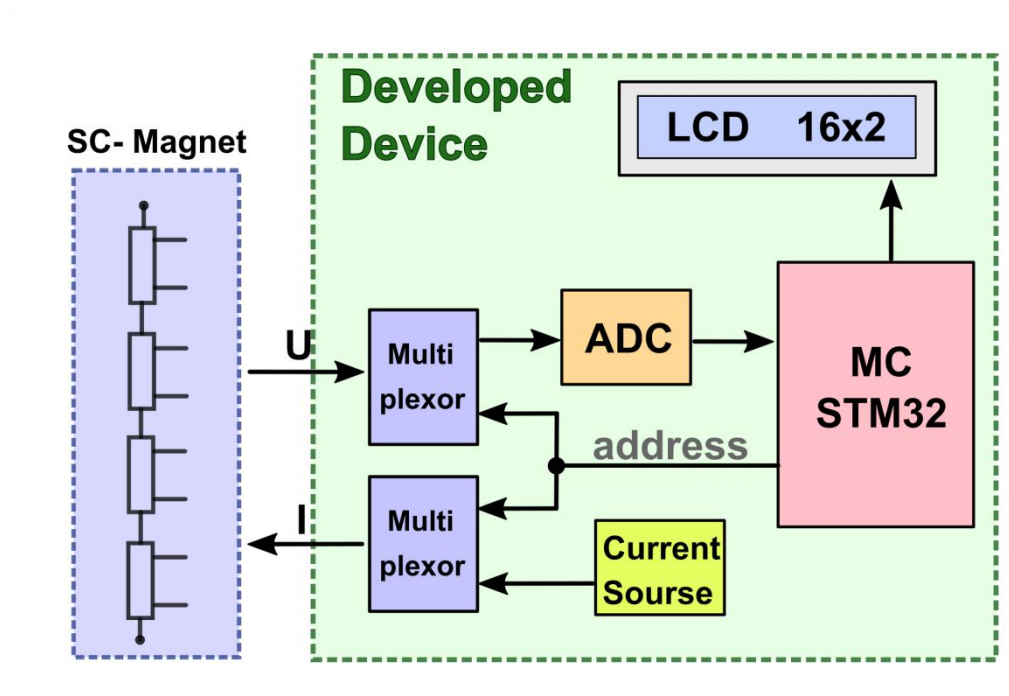 Developed
Device
LCD 16x2
SC- Magnet
U
Multi
plexor
ADC
MC
STM32
address
I
Multi
plexor
Current
Sourse